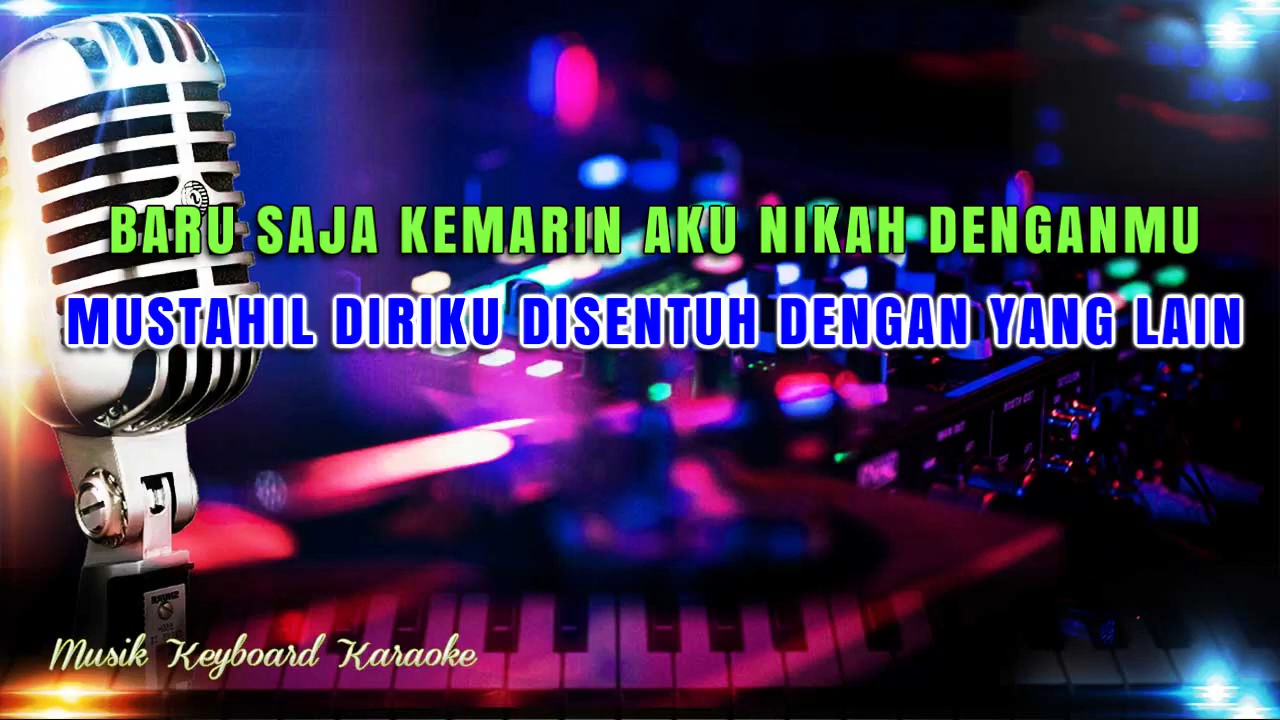 BARU SAJA KEMARIN AKU NIKAH DENGANMU
MUSTAHIL DIRIKU DISENTUH DENGAN YANG LAIN
Musik Keyboard Karaoke